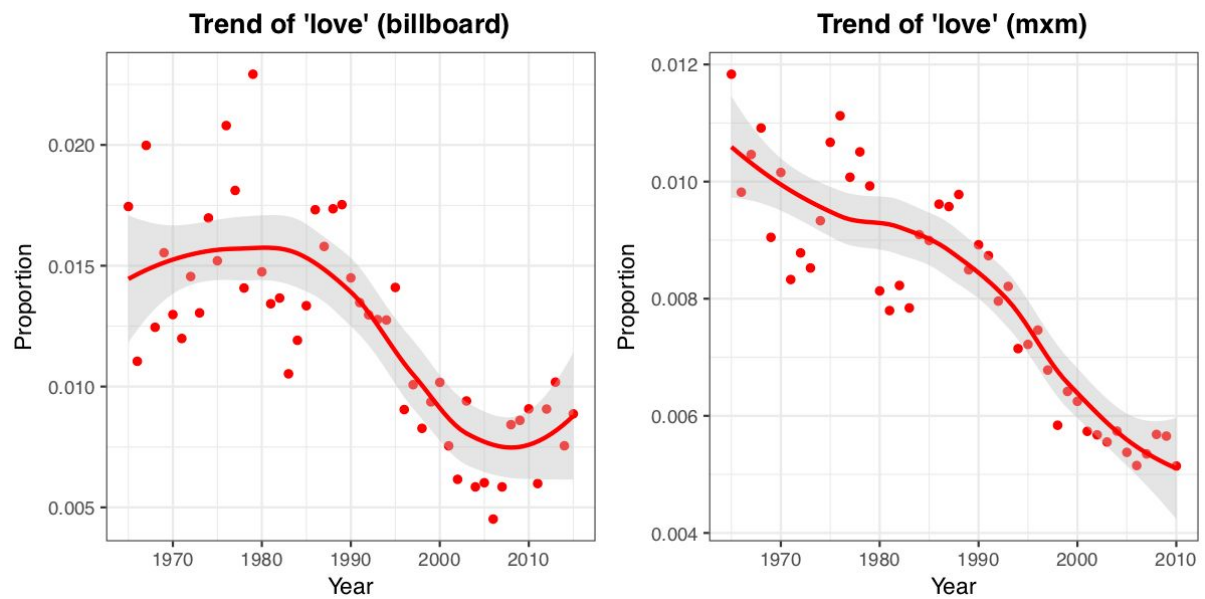 Trend of 'love' (billboard)
0.020
0.015
0.010
0.005
Proportion
1970 1980 1990 2000 2010
Year
Trend of 'love' (mxm)
0.012
0.010
0.008
0.006
0.004
Proportion
1970 1980 1990 2000 2010
Year